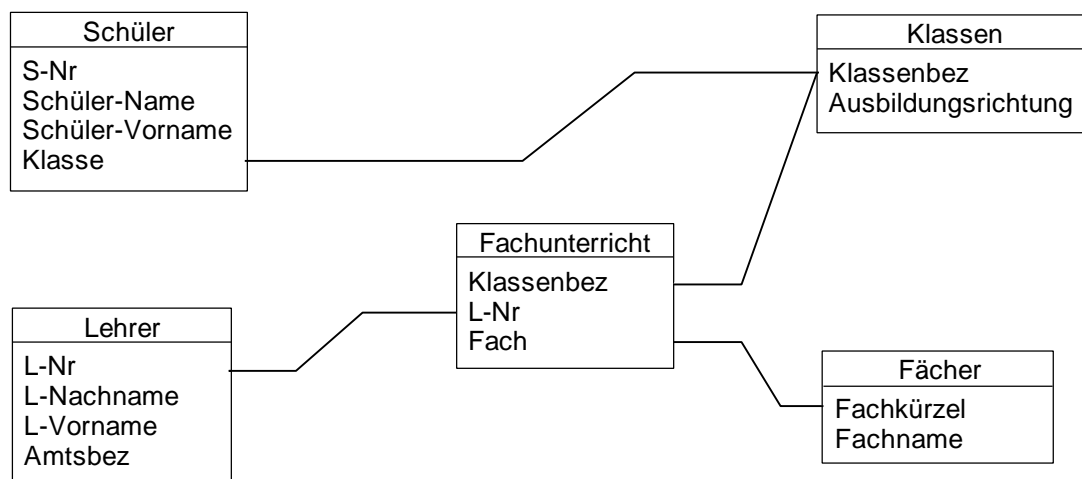 Schüler
S-Nr
Schüler-Name
Schüler-Vorname
Klasse
Klassen
Klassenbez
Ausbildungsrichtung
Fachunterricht
Klassenbez
L-Nr
Fach
Lehrer
L-Nr
L-Nachname
L-Vorname
Amtsbez
Fächer
Fachkürzel
Fachname